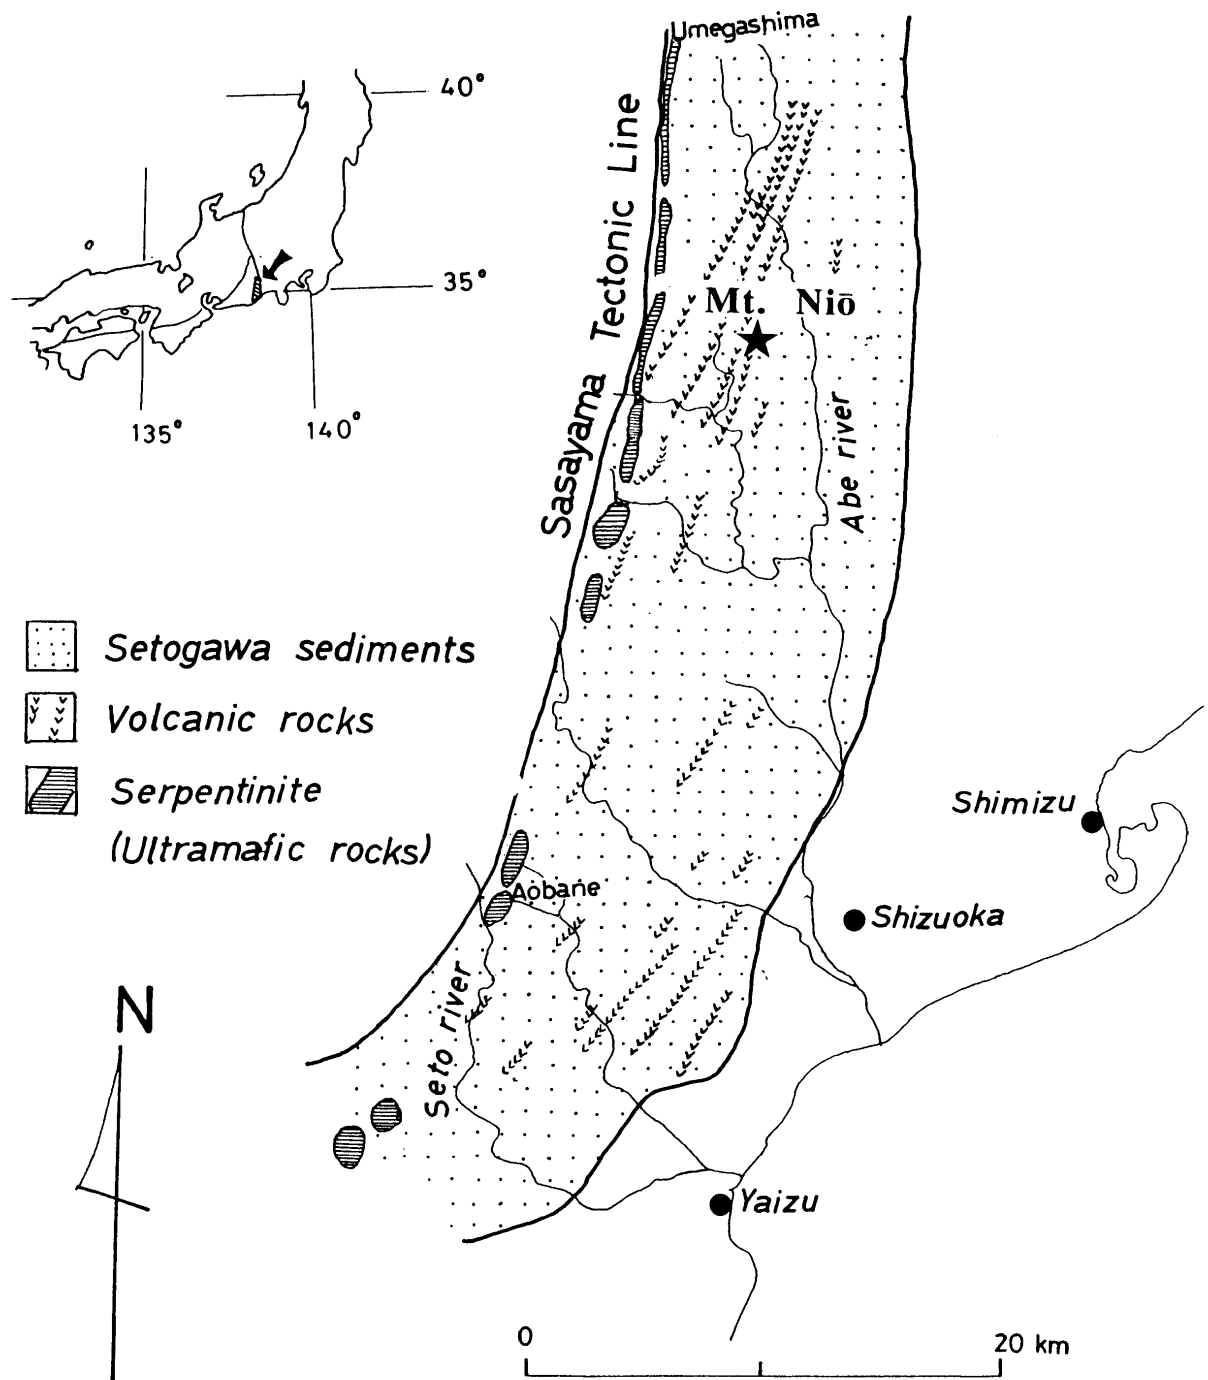 Umegashima
40°
35°
135°
140°
Sasayama Tectonic Line
Mt. Niō
Abe river
Setogawa sediments
Volcanic rocks
Serpentinite
(Ultramafic rocks)
Shimizu
Aobane
Shizuoka
Seto river
N
Yaizu
0
20 km